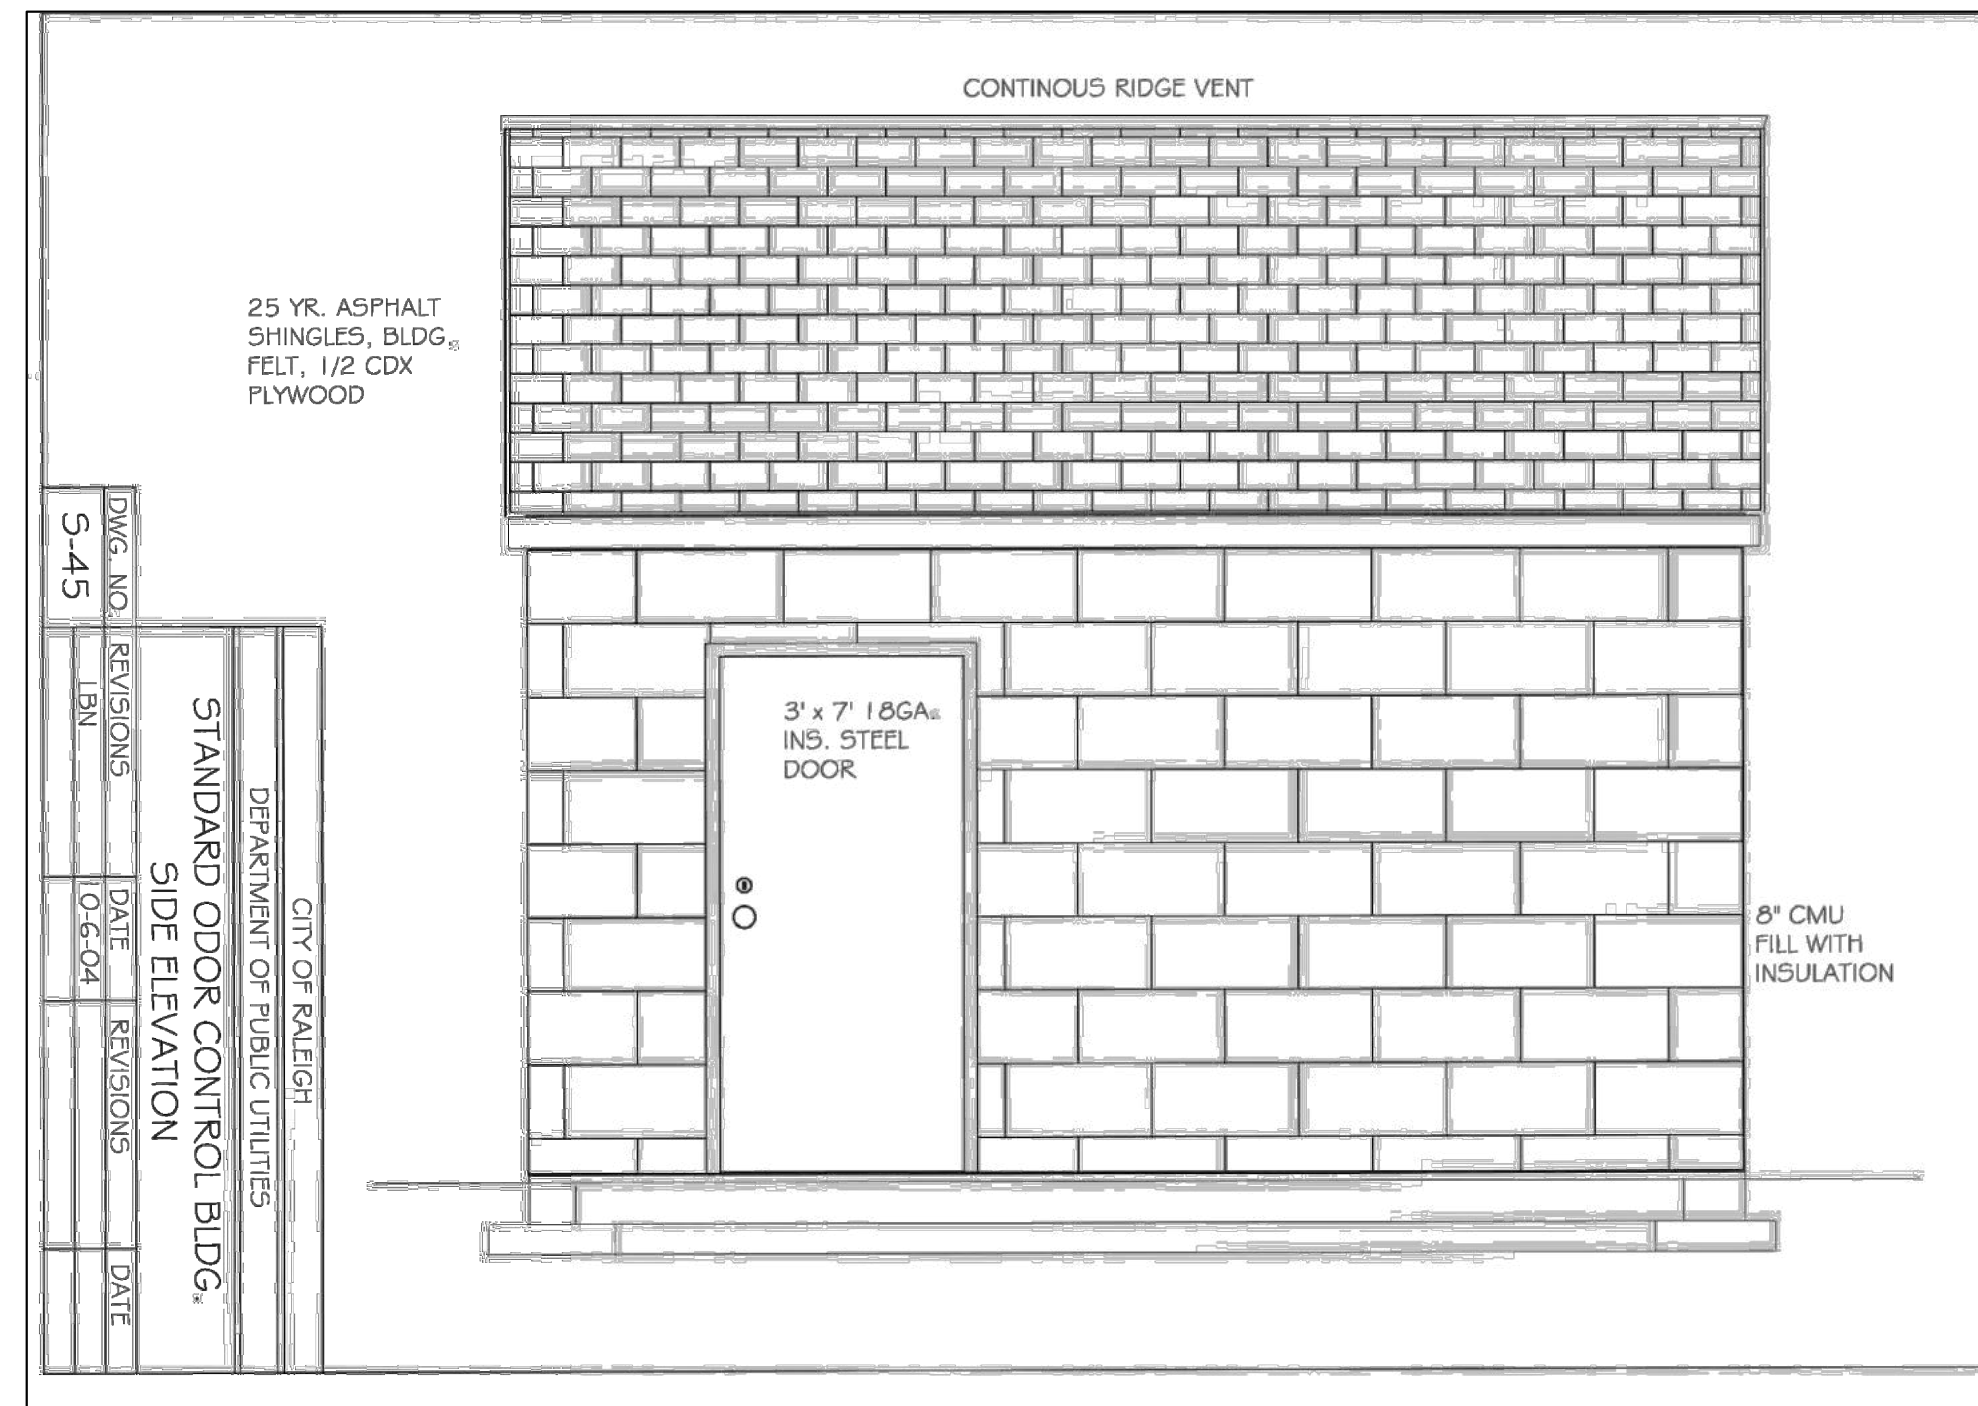 CONTINOUS RIDGE VENT
25 YR. ASPHALT
SHINGLES, BLDG.
FELT, 1/2 CDX
PLYWOOD
3' x 7' 18GA.
INS. STEEL
DOOR
8" CMU
FILL WITH
INSULATION
CITY OF RALEIGH
DEPARTMENT OF PUBLIC UTILITIES
STANDARD ODOR CONTROL BLDG.
SIDE ELEVATION
DWG. NO. REVISIONS DATE REVISIONS DATE
S-45
LBN 10-6-04